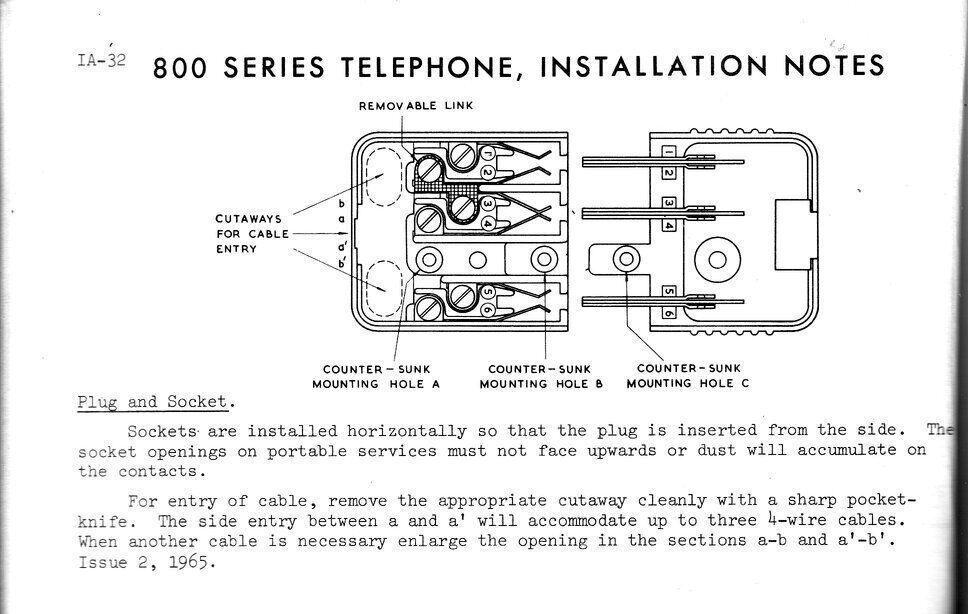 IA-32
800 SERIES TELEPHONE, INSTALLATION NOTES
REMOVABLE LINK
1
2
3
4
5
6
1
2
3
4
5
6
b
a
a'
b'
CUTAWAYS
FOR CABLE
ENTRY
COUNTER-SUNK
MOUNTING HOLE A
COUNTER-SUNK
MOUNTING HOLE B
COUNTER-SUNK
MOUNTING HOLE C
Plug and Socket.
Sockets are installed horizontally so that the plug is inserted from the side. The
socket openings on portable services must not face upwards or dust will accumulate on
the contacts.
For entry of cable, remove the appropriate cutaway cleanly with a sharp pocket-
knife. The side entry between a and a' will accommodate up to three 4-wire cables.
When another cable is necessary enlarge the opening in the sections a-b and a'-b'.
Issue 2, 1965.